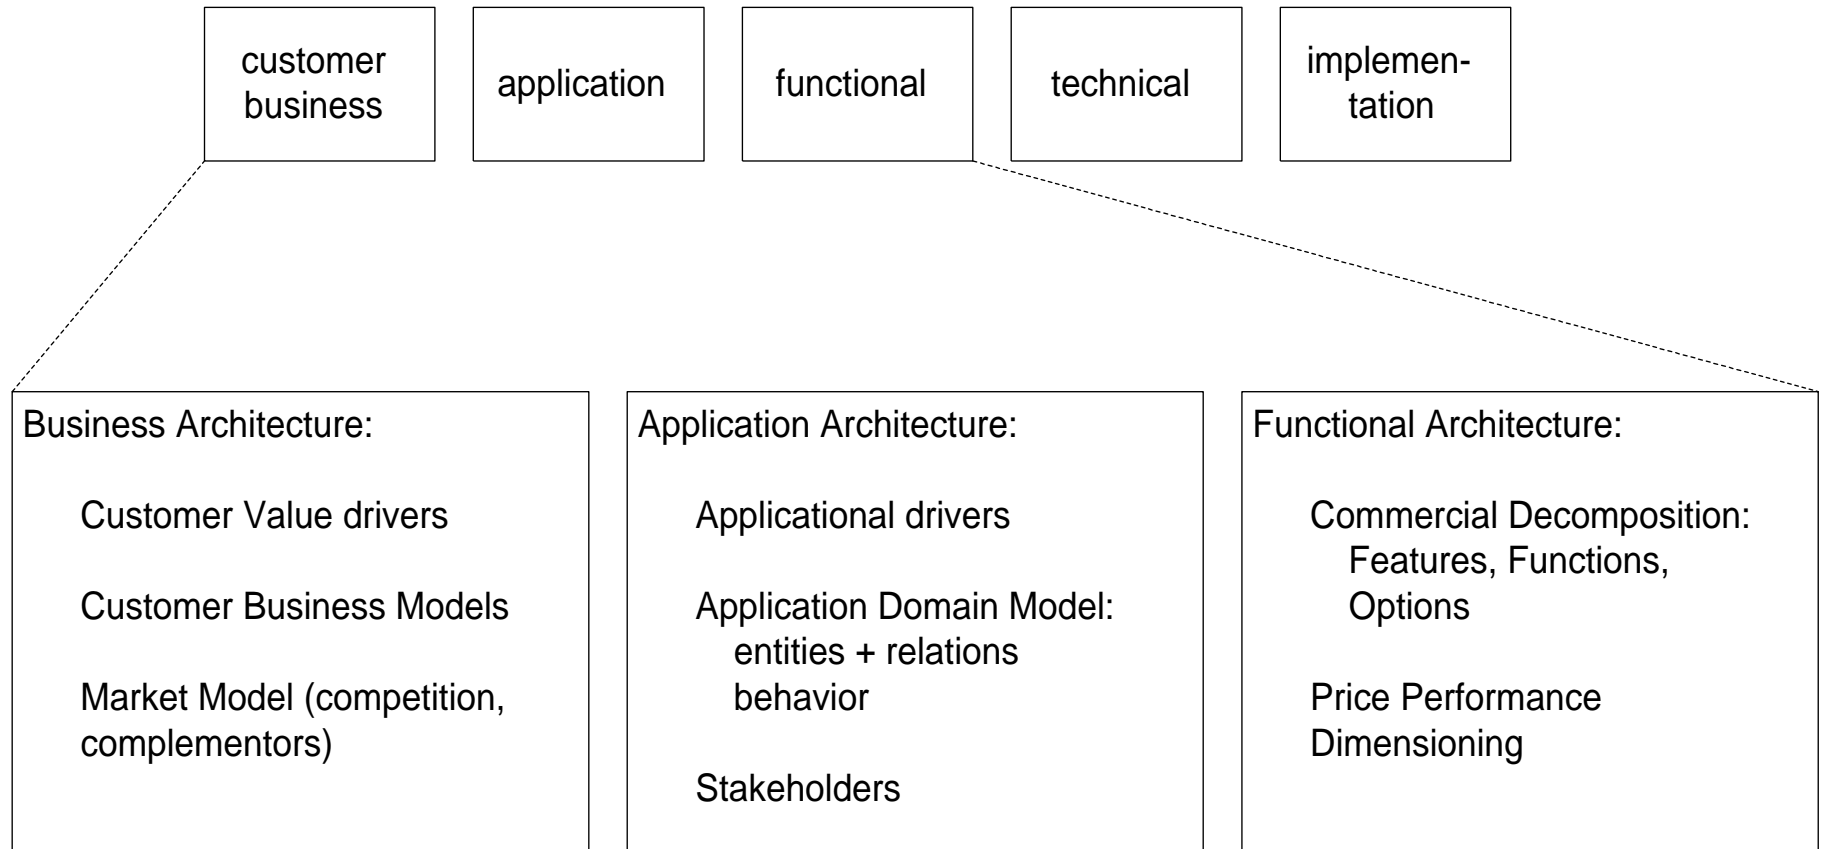 customer
business
application
functional
technical
implemen-
tation
Business Architecture:
Customer Value drivers
Customer Business Models
Market Model (competition,
complementors)
Application Architecture:
Applicational drivers
Application Domain Model:
entities + relations
behavior
Stakeholders
Functional Architecture:
Commercial Decomposition:
Features, Functions,
Options
Price Performance
Dimensioning